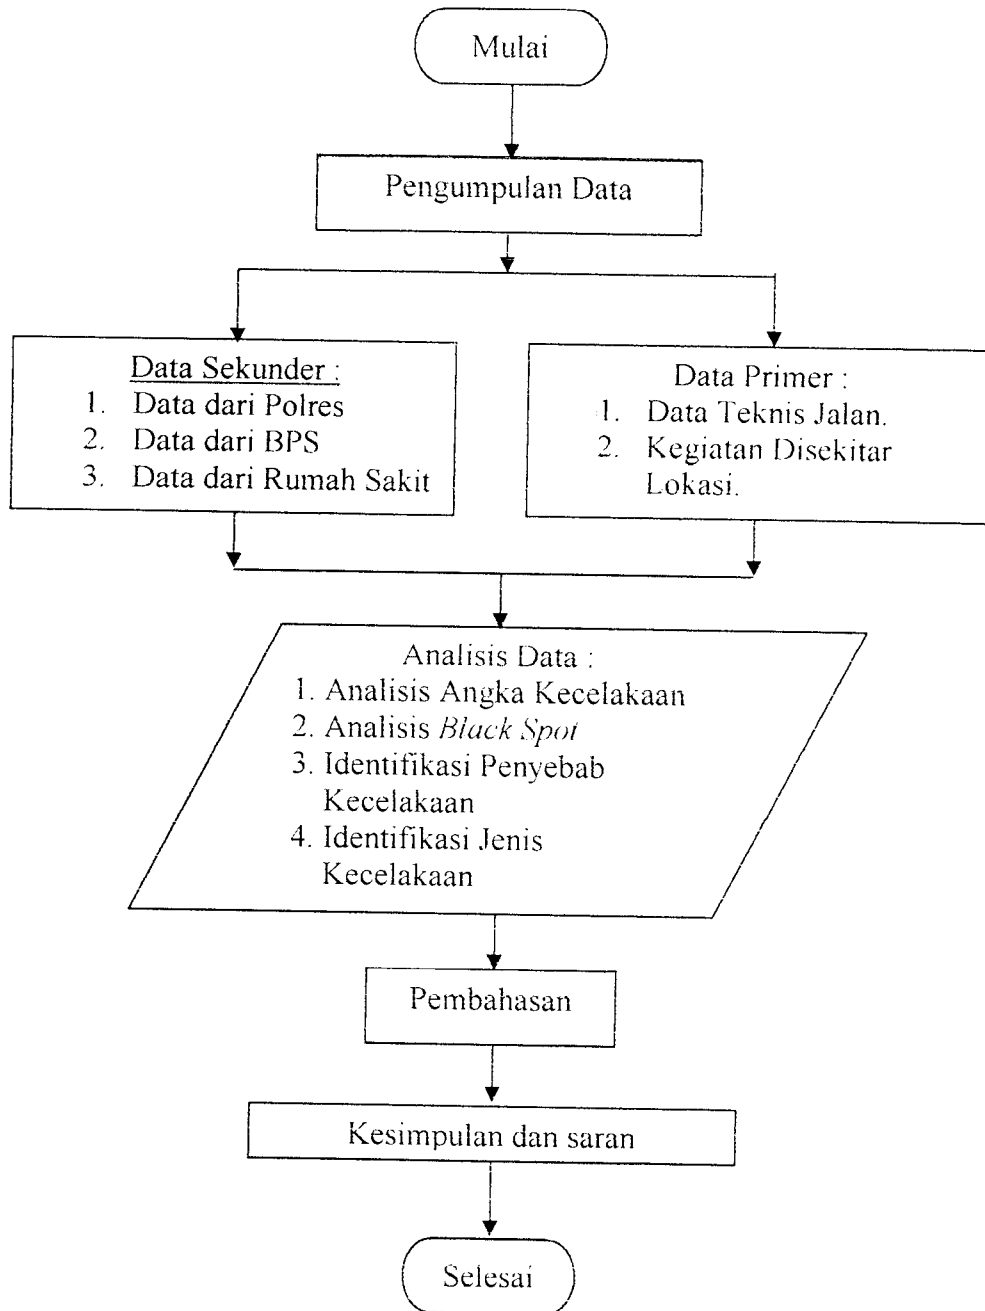 Mulai
Pengumpulan Data
Data Sekunder :
1. Data dari Polres
2. Data dari BPS
3. Data dari Rumah Sakit
Data Primer :
1. Data Teknis Jalan.
2. Kegiatan Disekitar
Lokasi.
Analisis Data :
1. Analisis Angka Kecelakaan
2. Analisis Black Spot
3. Identifikasi Penyebab
Kecelakaan
4. Identifikasi Jenis
Kecelakaan
Pembahasan
Kesimpulan dan saran
Selesai